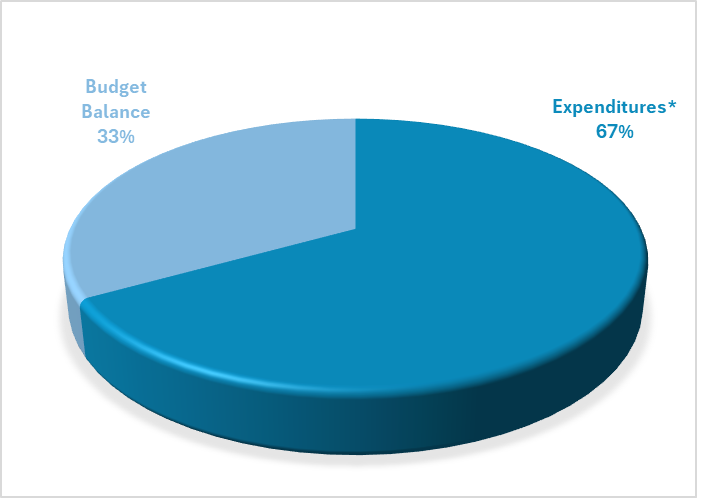 Budget
Balance
33%
Expenditures*
67%